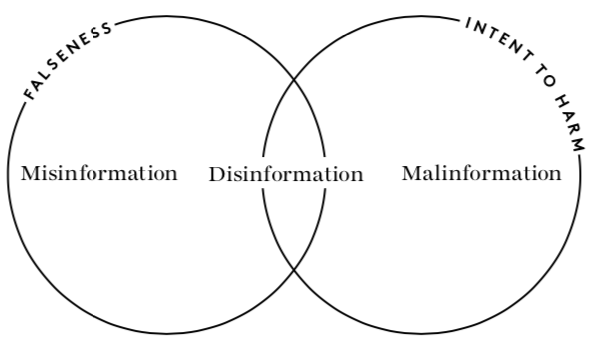 FALSENESS
INTENT TO HARM
Misinformation
Disinformation
Malinformation